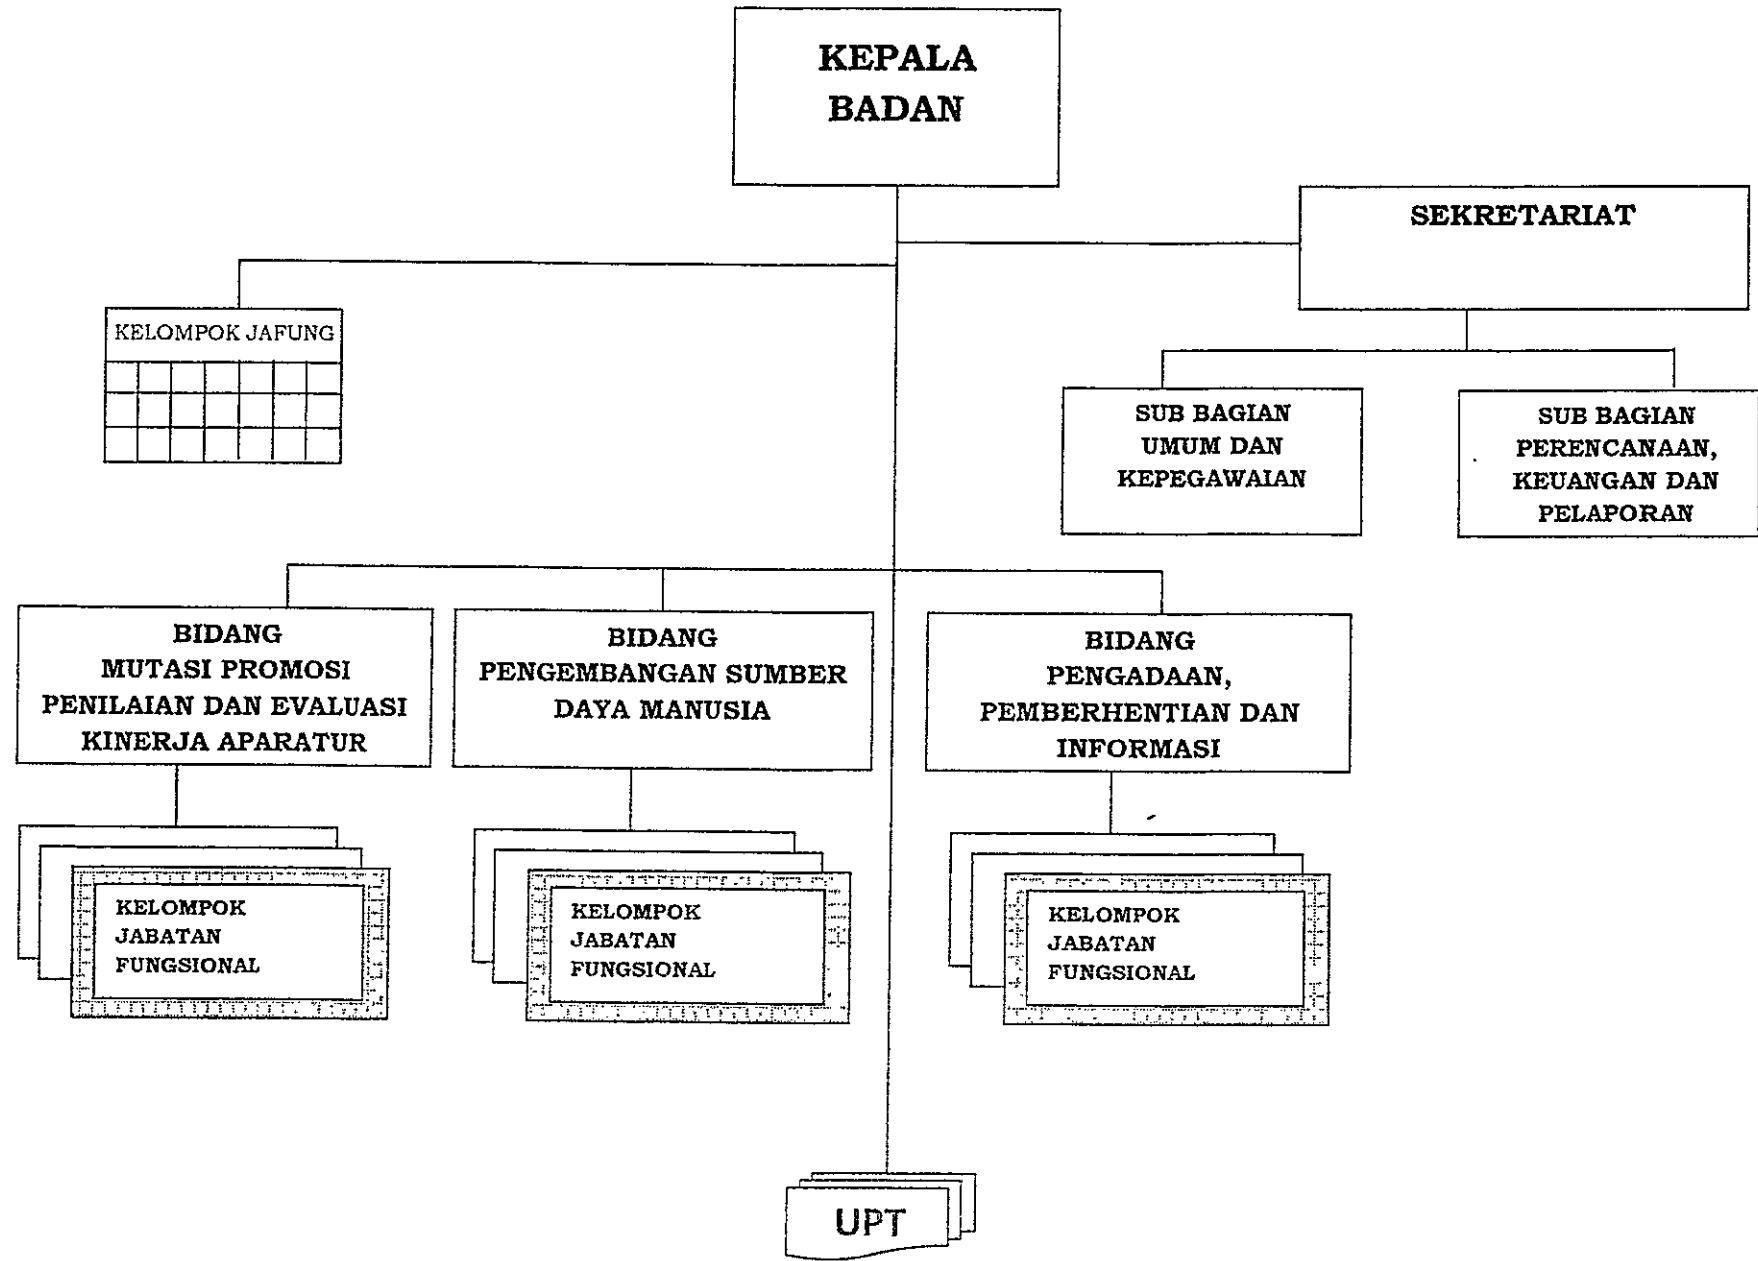 KEPALA
BADAN
SEKRETARIAT
KELOMPOK JAFUNG
SUB BAGIAN
UMUM DAN
KEPEGAWAIAN
SUB BAGIAN
PERENCANAAN,
KEUANGAN DAN
PELAPORAN
BIDANG
MUTASI PROMOSI
PENILAIAN DAN EVALUASI
KINERJA APARATUR
BIDANG
PENGEMBANGAN SUMBER
DAYA MANUSIA
BIDANG
PENGADAAN,
PEMBERHENTIAN DAN
INFORMASI
KELOMPOK
JABATAN
FUNGSIONAL
KELOMPOK
JABATAN
FUNGSIONAL
KELOMPOK
JABATAN
FUNGSIONAL
UPT